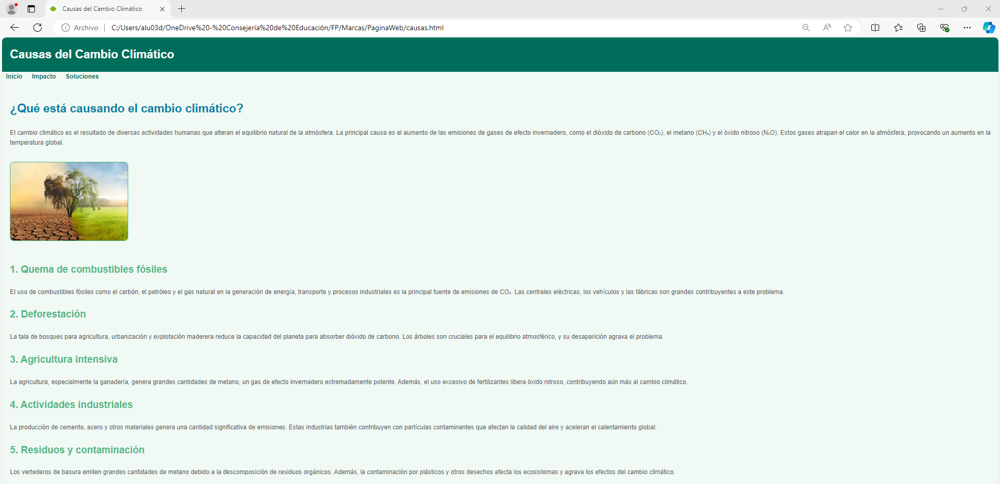 Causas del Cambio Climático
Archivo
C:/Users/alu03d/OneDrive%20-%20Consejería%20de%20Educación/FP/Marcas/PaginaWeb/causas.html
Causas del Cambio Climático
Inicio Impacto Soluciones
¿Qué está causando el cambio climático?
El cambio climático es el resultado de diversas actividades humanas que alteran el equilibrio natural de la atmósfera. La principal causa es el aumento de las emisiones de gases de efecto invernadero, como el dióxido de carbono (CO₂), el metano (CH₄) y el óxido nitroso (N₂O). Estos gases atrapan el calor en la atmósfera, provocando un aumento en la
temperatura global.
1. Quema de combustibles fósiles
El uso de combustibles fósiles como el carbón, el petróleo y el gas natural en la generación de energía, transporte y procesos industriales es la principal fuente de emisiones de CO₂. Las centrales eléctricas, los vehículos y las fábricas son grandes contribuyentes a este problema.
2. Deforestación
La tala de bosques para agricultura, urbanización y explotación maderera reduce la capacidad del planeta para absorber dióxido de carbono. Los árboles son cruciales para el equilibrio atmosférico, y su desaparición agrava el problema.
3. Agricultura intensiva
La agricultura, especialmente la ganadería, genera grandes cantidades de metano, un gas de efecto invernadero extremadamente potente. Además, el uso excesivo de fertilizantes libera óxido nitroso, contribuyendo aún más al cambio climático.
4. Actividades industriales
La producción de cemento, acero y otros materiales genera una cantidad significativa de emisiones. Estas industrias también contribuyen con partículas contaminantes que afectan la calidad del aire y aceleran el calentamiento global.
5. Residuos y contaminación
Los vertederos de basura emiten grandes cantidades de metano debido a la descomposición de residuos orgánicos. Además, la contaminación por plásticos y otros desechos afecta los ecosistemas y agrava los efectos del cambio climático.